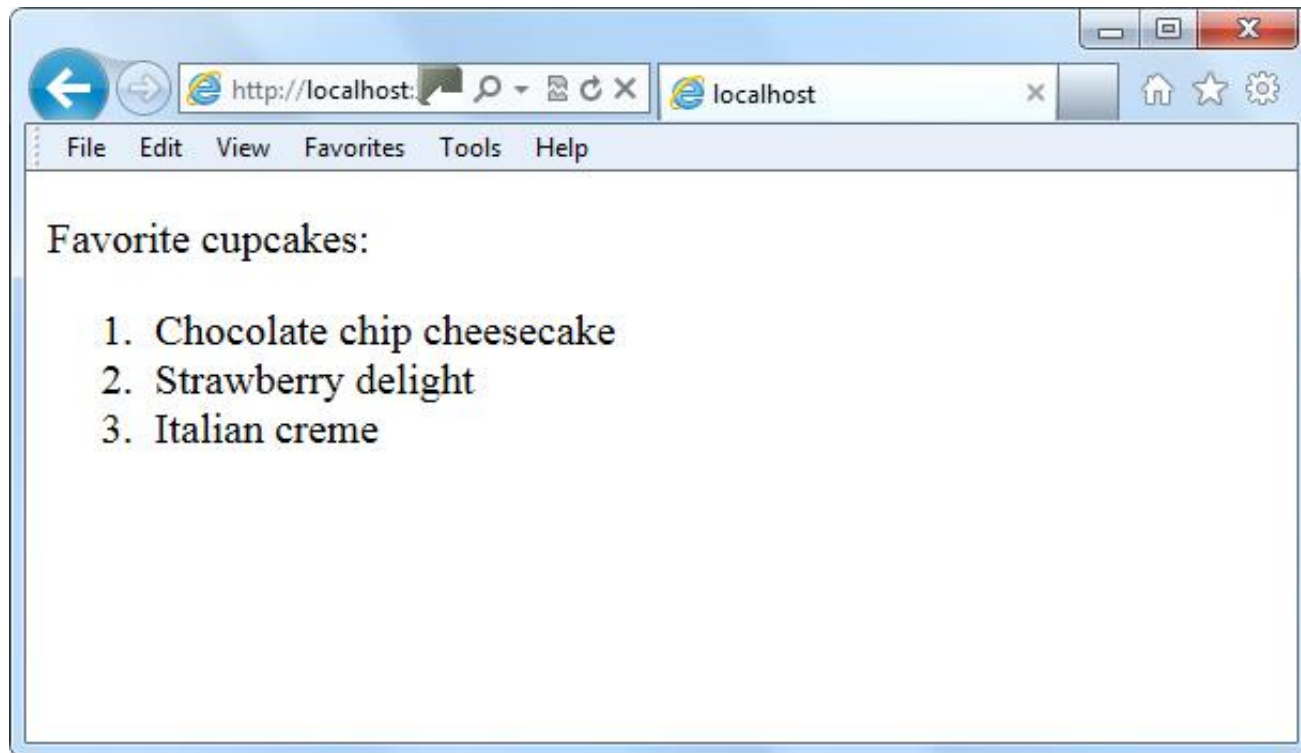 http://localhost:
localhost
File Edit View Favorites Tools Help
Favorite cupcakes:
1. Chocolate chip cheesecake
2. Strawberry delight
3. Italian creme